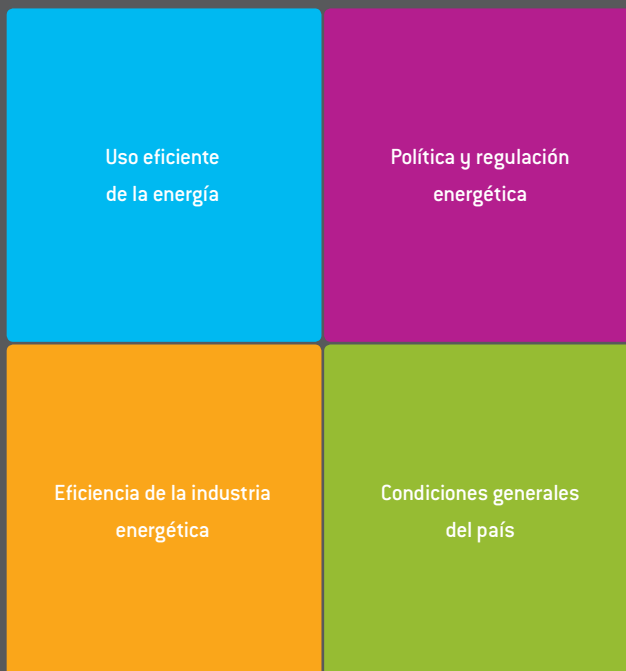 Uso eficiente
de la energía
Política y regulación
energética
Eficiencia de la industria
energética
Condiciones generales
del país